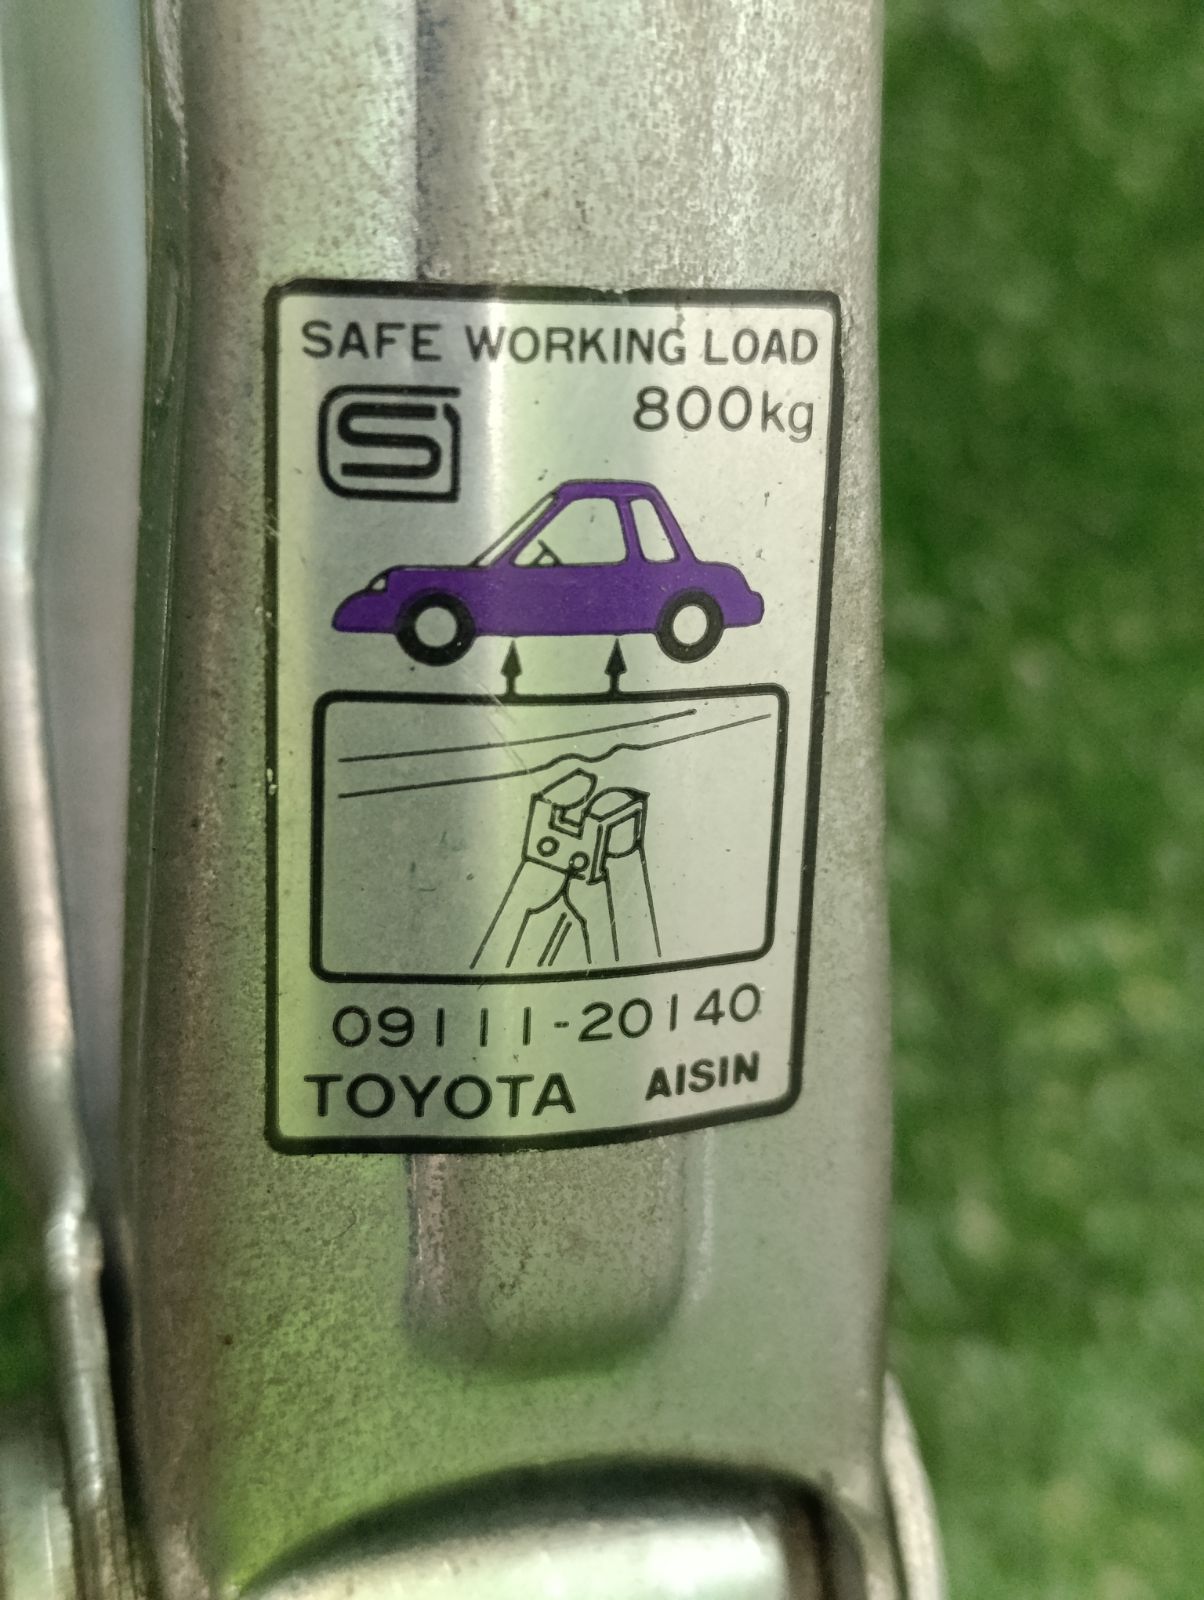 SAFE WORKING LOAD
S
800kg
09111-20140
TOYOTA AISIN